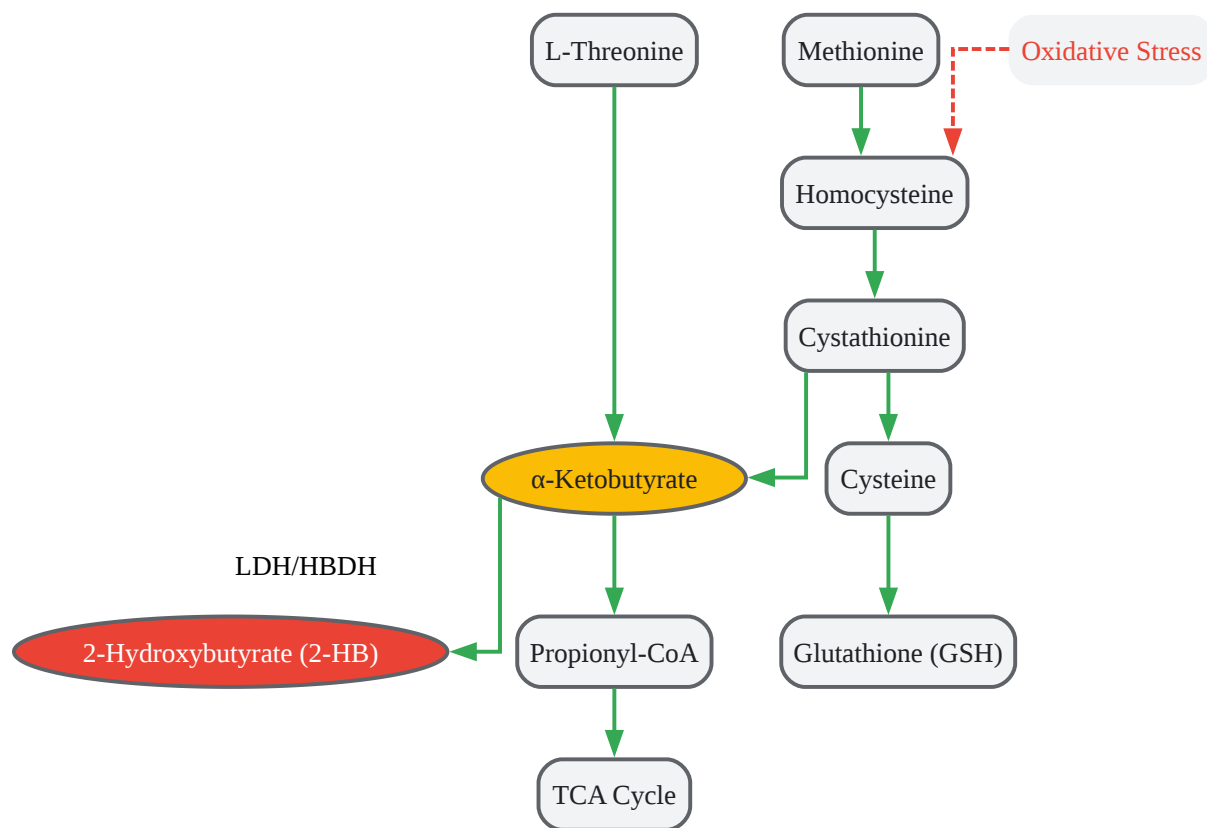 L-Threonine
Methionine
Oxidative Stress
Homocysteine
Cystathionine
α-Ketobutyrate
Cysteine
LDH/HBDH
2-Hydroxybutyrate (2-HB)
Propionyl-CoA
Glutathione (GSH)
TCA Cycle